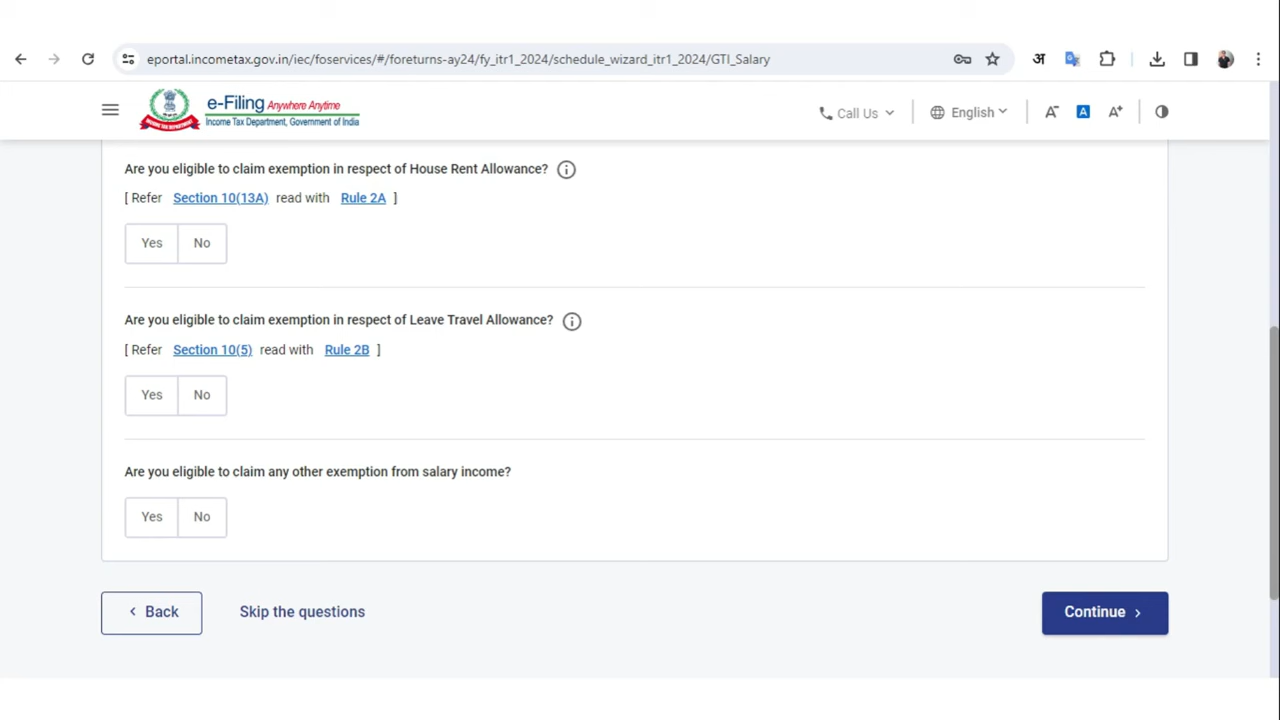 eportal.incometax.gov.in/iec/foservices/#/foreturns-ay24/fy_itr1_2024/schedule_wizard_itr1_2024/GTI_Salary
अ
e-Filing Anywhere Anytime
Income Tax Department, Government of India
Call Us
English
A-
A
A+
Are you eligible to claim exemption in respect of House Rent Allowance?
[ Refer Section 10(13A) read with Rule 2A ]
Yes No
Are you eligible to claim exemption in respect of Leave Travel Allowance?
[ Refer Section 10(5) read with Rule 2B ]
Yes No
Are you eligible to claim any other exemption from salary income?
Yes No
< Back
Skip the questions
Continue >